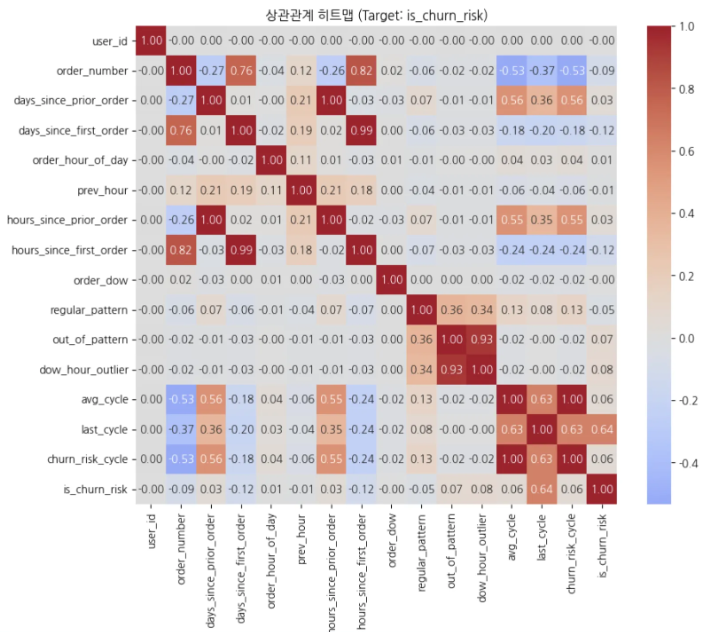 상관관계 히트맵 (Target: is_churn_risk)
user_id 1.00 -0.00 0.00 -0.00 0.00 -0.00 0.00 -0.00 -0.00 0.00 -0.00 -0.00 0.00 0.00 0.00 -0.00
order_number -0.00 1.00 -0.27 0.76 -0.04 0.12 -0.26 0.82 0.02 -0.06 -0.02 -0.02 -0.53 -0.37 -0.53 -0.09
days_since_prior_order 0.00 -0.27 1.00 0.01 -0.00 0.21 1.00 -0.03 -0.03 0.07 -0.01 -0.01 0.56 0.36 0.56 0.03
days_since_first_order -0.00 0.76 0.01 1.00 -0.02 0.19 0.02 0.99 0.00 -0.06 -0.03 -0.03 -0.18 -0.20 -0.18 -0.12
order_hour_of_day 0.00 -0.04 -0.00 -0.02 1.00 0.11 0.01 -0.03 0.01 -0.01 -0.00 -0.00 0.04 0.03 0.04 0.01
prev_hour -0.00 0.12 0.21 0.19 0.11 1.00 0.21 0.18 0.00 -0.04 -0.01 -0.01 -0.06 -0.04 -0.06 -0.01
hours_since_prior_order 0.00 -0.26 1.00 0.02 0.01 0.21 1.00 -0.02 -0.03 0.07 -0.01 -0.01 0.55 0.35 0.55 0.03
hours_since_first_order -0.00 0.82 -0.03 0.99 -0.03 0.18 -0.02 1.00 0.00 -0.07 -0.03 -0.03 -0.24 -0.24 -0.24 -0.12
order_dow -0.00 0.02 -0.03 0.00 0.01 0.00 -0.03 0.00 1.00 0.00 0.00 0.00 -0.02 -0.02 -0.02 -0.00
regular_pattern 0.00 -0.06 0.07 -0.06 -0.01 -0.04 0.07 -0.07 0.00 1.00 0.36 0.34 0.13 0.08 0.13 -0.05
out_of_pattern -0.00 -0.02 -0.01 -0.03 -0.00 -0.01 -0.01 -0.03 0.00 0.36 1.00 0.93 -0.02 -0.00 -0.02 0.07
dow_hour_outlier -0.00 -0.02 -0.01 -0.03 -0.00 -0.01 -0.01 -0.03 0.00 0.34 0.93 1.00 -0.02 -0.00 -0.02 0.08
avg_cycle 0.00 -0.53 0.56 -0.18 0.04 -0.06 0.55 -0.24 -0.02 0.13 -0.02 -0.02 1.00 0.63 1.00 0.06
last_cycle 0.00 -0.37 0.36 -0.20 0.03 -0.04 0.35 -0.24 -0.02 0.08 -0.00 -0.00 0.63 1.00 0.63 0.64
churn_risk_cycle 0.00 -0.53 0.56 -0.18 0.04 -0.06 0.55 -0.24 -0.02 0.13 -0.02 -0.02 1.00 0.63 1.00 0.06
is_churn_risk -0.00 -0.09 0.03 -0.12 0.01 -0.01 0.03 -0.12 -0.00 -0.05 0.07 0.08 0.06 0.64 0.06 1.00
user_id
order_number
days_since_prior_order
days_since_first_order
order_hour_of_day
prev_hour
hours_since_prior_order
hours_since_first_order
order_dow
regular_pattern
out_of_pattern
dow_hour_outlier
avg_cycle
last_cycle
churn_risk_cycle
is_churn_risk
1.0
0.8
0.6
0.4
0.2
0.0
-0.2
-0.4